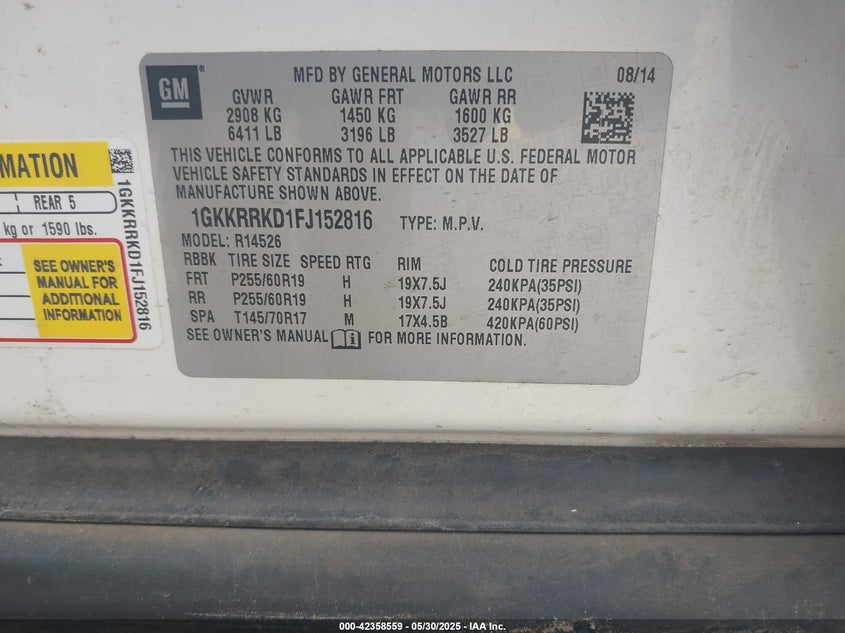 GM
®
MFD BY GENERAL MOTORS LLC 08/14
GVWR GAWR FRT GAWR RR
2908 KG 1450 KG 1600 KG
6411 LB 3196 LB 3527 LB
THIS VEHICLE CONFORMS TO ALL APPLICABLE U.S. FEDERAL MOTOR
VEHICLE SAFETY STANDARDS IN EFFECT ON THE DATE OF
MANUFACTURE SHOWN ABOVE.
1GKKRRKD1FJ152816 TYPE: M.P.V.
MODEL: R14526
RBBK TIRE SIZE SPEED RTG RIM COLD TIRE PRESSURE
FRT P255/60R19 H 19X7.5J 240KPA(35PSI)
RR P255/60R19 H 19X7.5J 240KPA(35PSI)
SPA T145/70R17 M 17X4.5B 420KPA(60PSI)
SEE OWNER'S MANUAL FOR MORE INFORMATION.
MATION
REAR 5
kg or 1590 lbs.
SEE OWNER'S
MANUAL FOR
ADDITIONAL
INFORMATION
1GKKRRKD1FJ152816
000-42358559 - 05/30/2025 - IAA Inc.